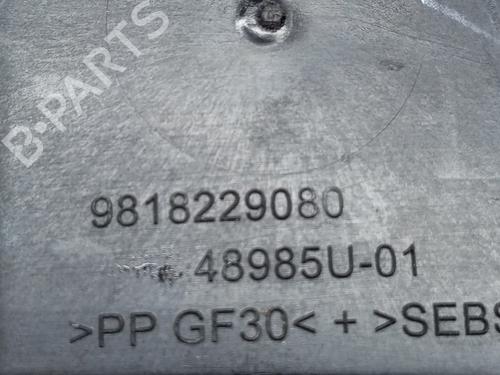 B-PARTS
9818229080
48985U-01
>PP GF30< + >SEBS